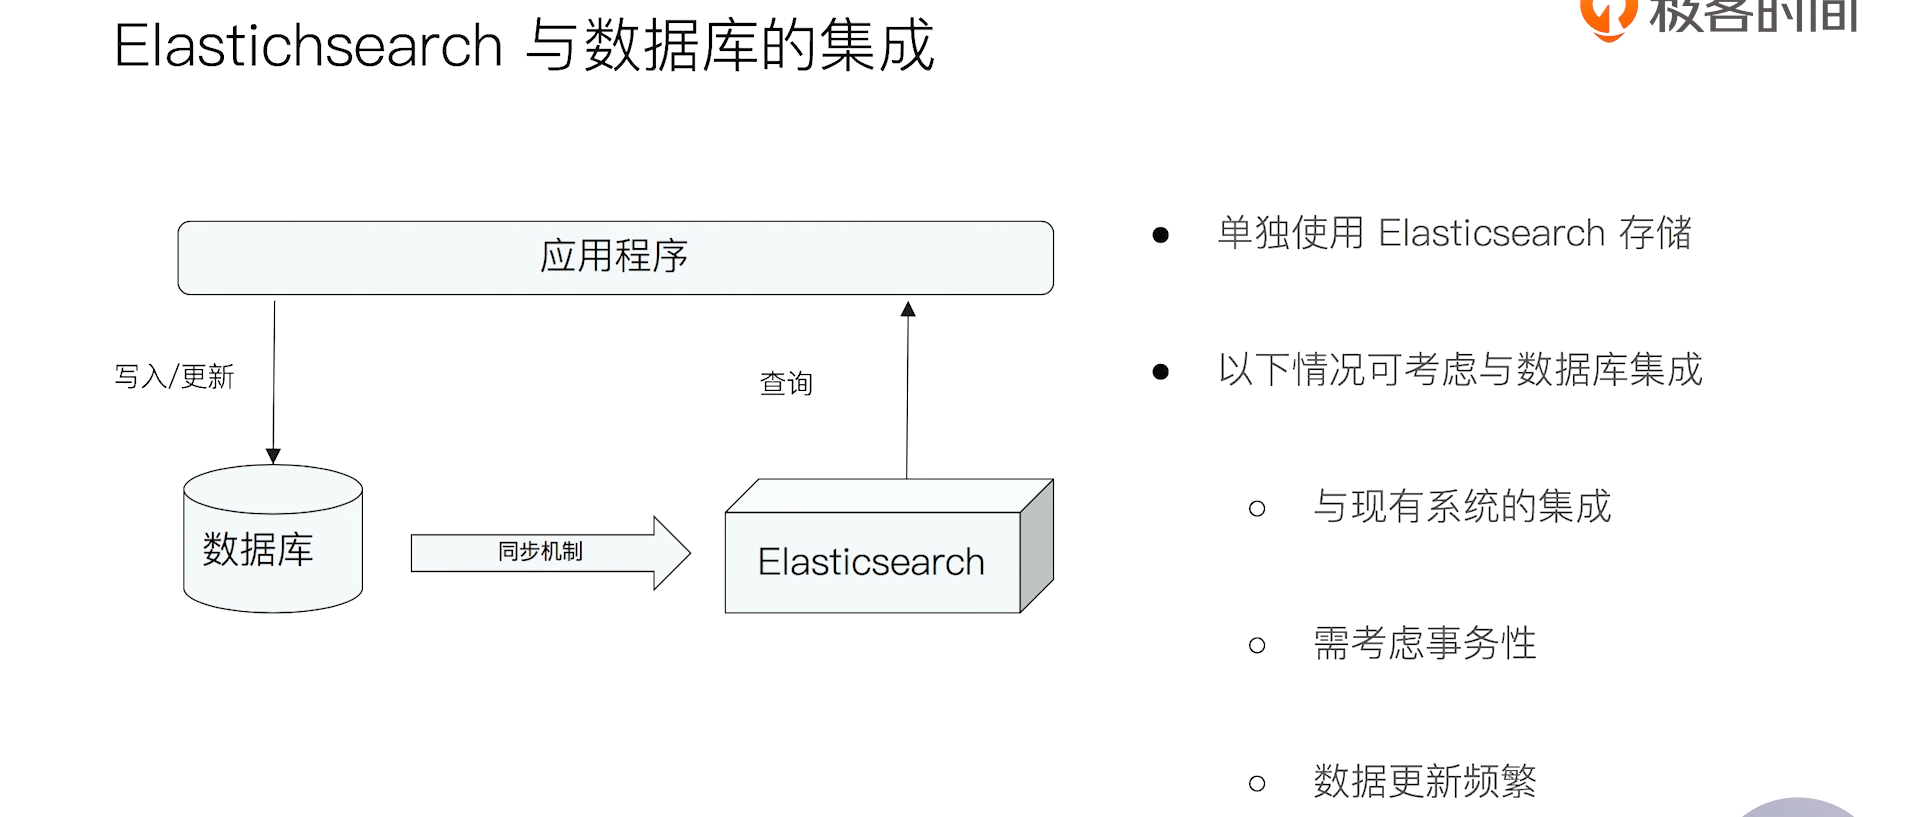 Elastichsearch 与数据库的集成
极客时间
应用程序
写入/更新
查询
数据库
同步机制
Elasticsearch
单独使用 Elasticsearch 存储
以下情况可考虑与数据库集成
与现有系统的集成
需考虑事务性
数据更新频繁